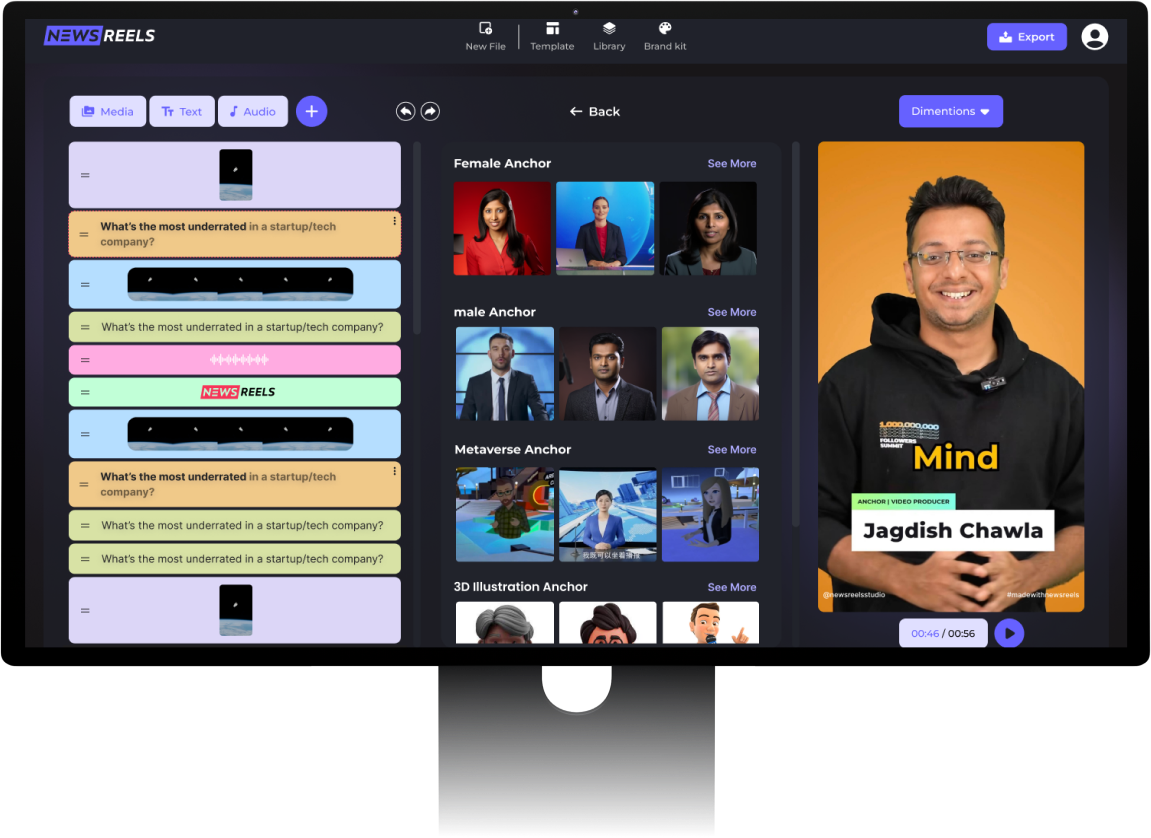 NEWSREELS
New File
Template
Library
Brand kit
Export
Media
Text
Audio
+
Back
Dimentions
What's the most underrated in a startup/tech
company?
What's the most underrated in a startup/tech company?
NEWSREELS
What's the most underrated in a startup/tech
company?
What's the most underrated in a startup/tech company?
What's the most underrated in a startup/tech company?
Female Anchor
See More
male Anchor
See More
Metaverse Anchor
See More
我既可以坐着播报
3D Illustration Anchor
See More
1,000,000,000
FOLLOWERS
SUMMIT
Mind
ANCHOR | VIDEO PRODUCER
Jagdish Chawla
@newsreelsstudio
#madewithnewsreels
00:46 / 00:56